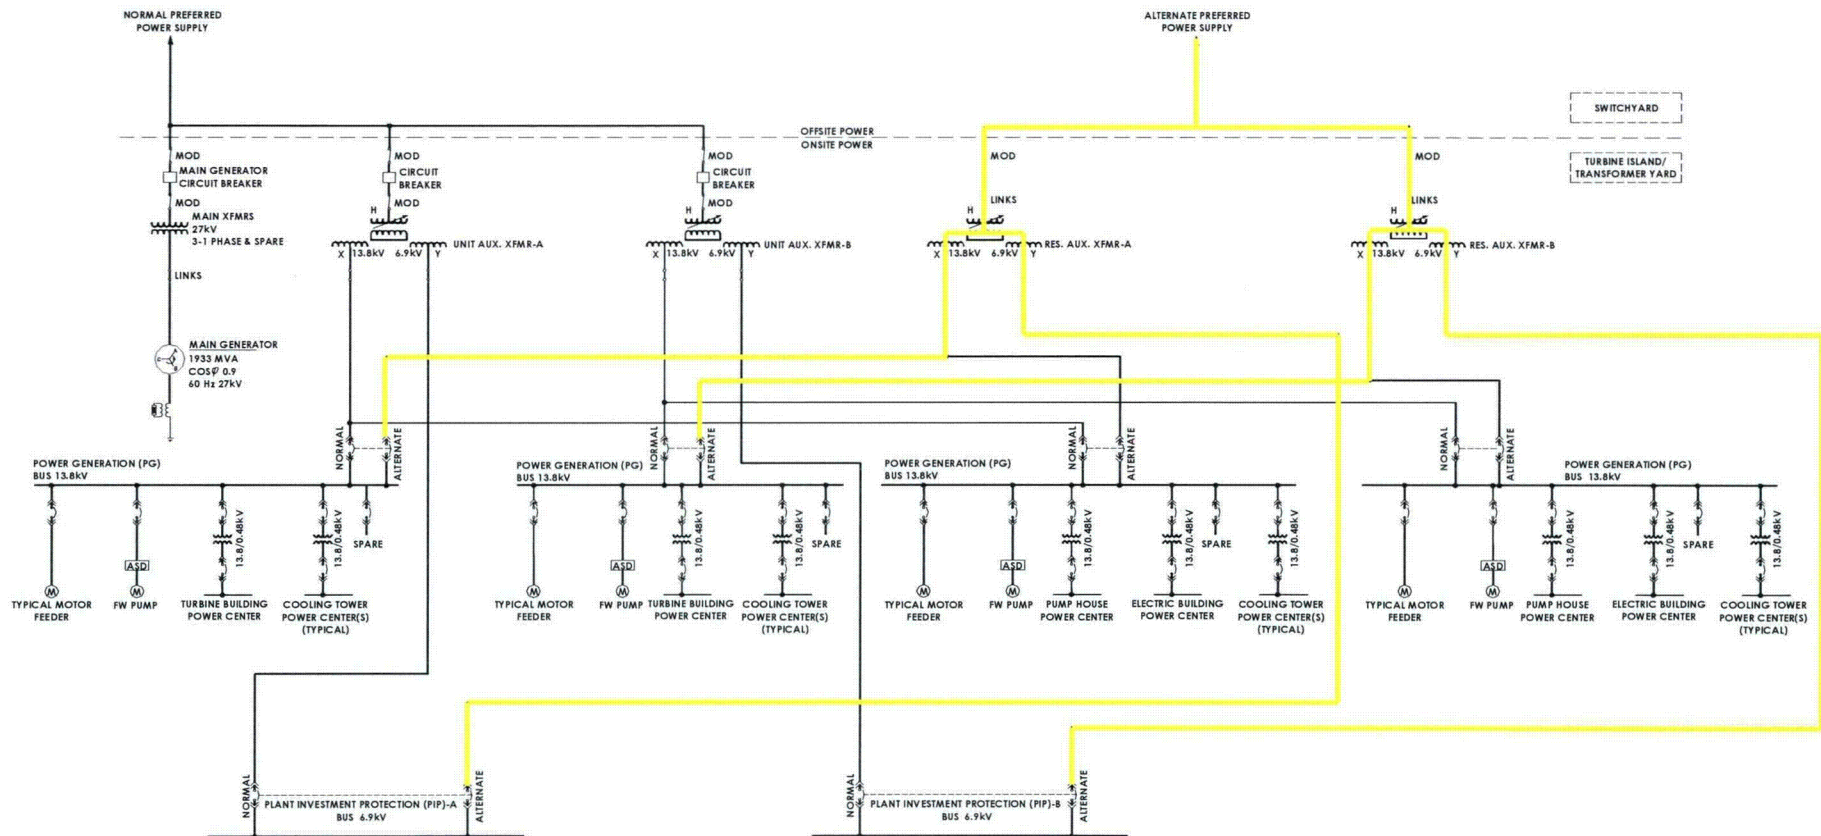 NORMAL PREFERRED
POWER SUPPLY
ALTERNATE PREFERRED
POWER SUPPLY
SWITCHYARD
OFFSITE POWER
ONSITE POWER
TURBINE ISLAND/
TRANSFORMER YARD
MOD
MAIN GENERATOR
CIRCUIT BREAKER
MOD
MAIN XFMRS
27kV
3-1 PHASE & SPARE
LINKS
MAIN GENERATOR
1933 MVA
COSφ 0.9
60 Hz 27kV
MOD
CIRCUIT
BREAKER
MOD
H
UNIT AUX. XFMR-A
X
13.8kV
6.9kV
Y
MOD
CIRCUIT
BREAKER
MOD
H
UNIT AUX. XFMR-B
X
13.8kV
6.9kV
Y
MOD
LINKS
H
RES. AUX. XFMR-A
X
13.8kV
6.9kV
Y
MOD
LINKS
H
RES. AUX. XFMR-B
X
13.8kV
6.9kV
Y
NORMAL
ALTERNATE
POWER GENERATION (PG)
BUS 13.8kV
TYPICAL MOTOR
FEEDER
M
ASD
M
FW PUMP
13.8/0.48kV
TURBINE BUILDING
POWER CENTER
13.8/0.48kV
COOLING TOWER
POWER CENTER(S)
(TYPICAL)
SPARE
NORMAL
ALTERNATE
POWER GENERATION (PG)
BUS 13.8kV
M
TYPICAL MOTOR
FEEDER
ASD
M
FW PUMP
13.8/0.48kV
TURBINE BUILDING
POWER CENTER
13.8/0.48kV
COOLING TOWER
POWER CENTER(S)
(TYPICAL)
SPARE
NORMAL
ALTERNATE
POWER GENERATION (PG)
BUS 13.8kV
M
TYPICAL MOTOR
FEEDER
ASD
M
FW PUMP
13.8/0.48kV
PUMP HOUSE
POWER CENTER
13.8/0.48kV
ELECTRIC BUILDING
POWER CENTER
SPARE
13.8/0.48kV
COOLING TOWER
POWER CENTER(S)
(TYPICAL)
NORMAL
ALTERNATE
POWER GENERATION (PG)
BUS 13.8kV
M
TYPICAL MOTOR
FEEDER
ASD
M
FW PUMP
13.8/0.48kV
PUMP HOUSE
POWER CENTER
13.8/0.48kV
ELECTRIC BUILDING
POWER CENTER
SPARE
13.8/0.48kV
COOLING TOWER
POWER CENTER(S)
(TYPICAL)
NORMAL
PLANT INVESTMENT PROTECTION (PIP)-A
BUS 6.9kV
ALTERNATE
NORMAL
PLANT INVESTMENT PROTECTION (PIP)-B
BUS 6.9kV
ALTERNATE